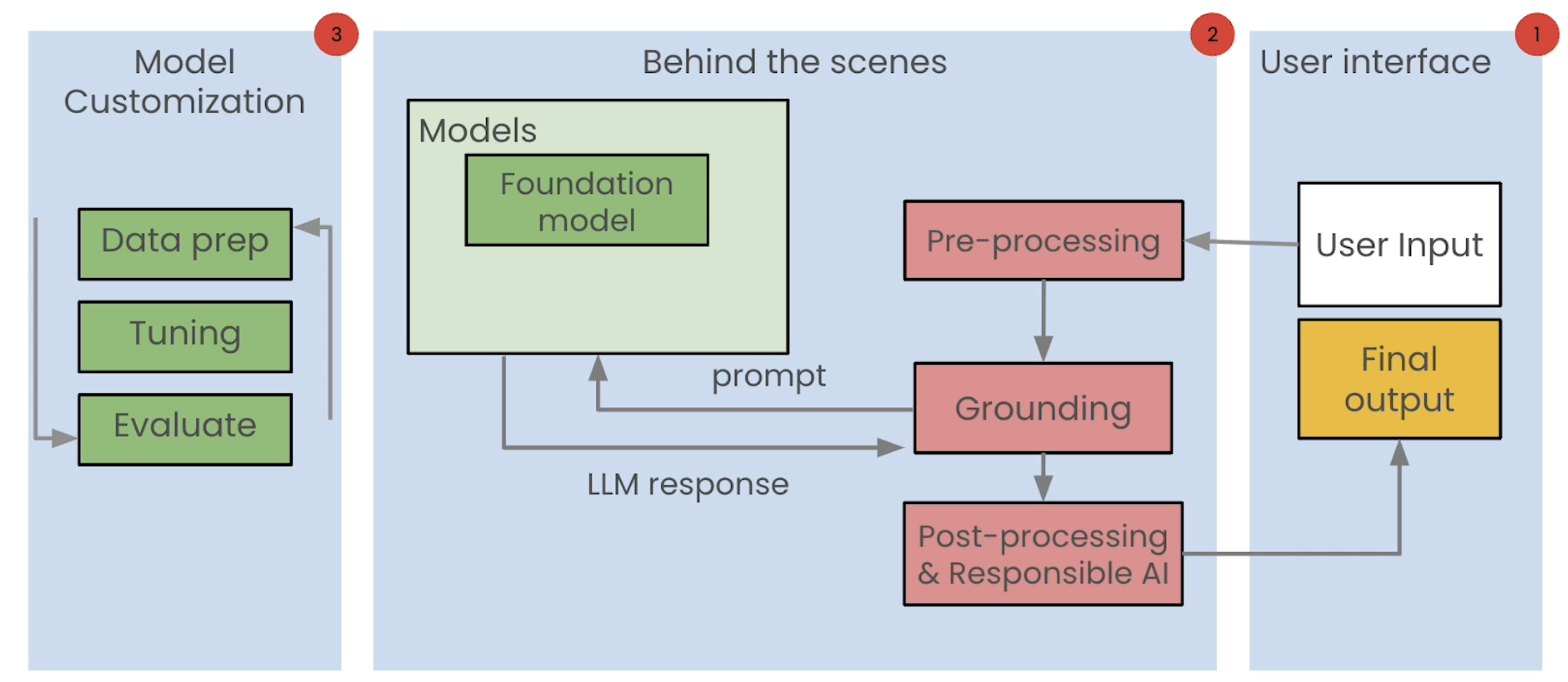 3
Model
Customization
Data prep
Tuning
Evaluate
2
Behind the scenes
Models
Foundation
model
prompt
LLM response
Pre-processing
Grounding
Post-processing
& Responsible AI
1
User interface
User Input
Final
output